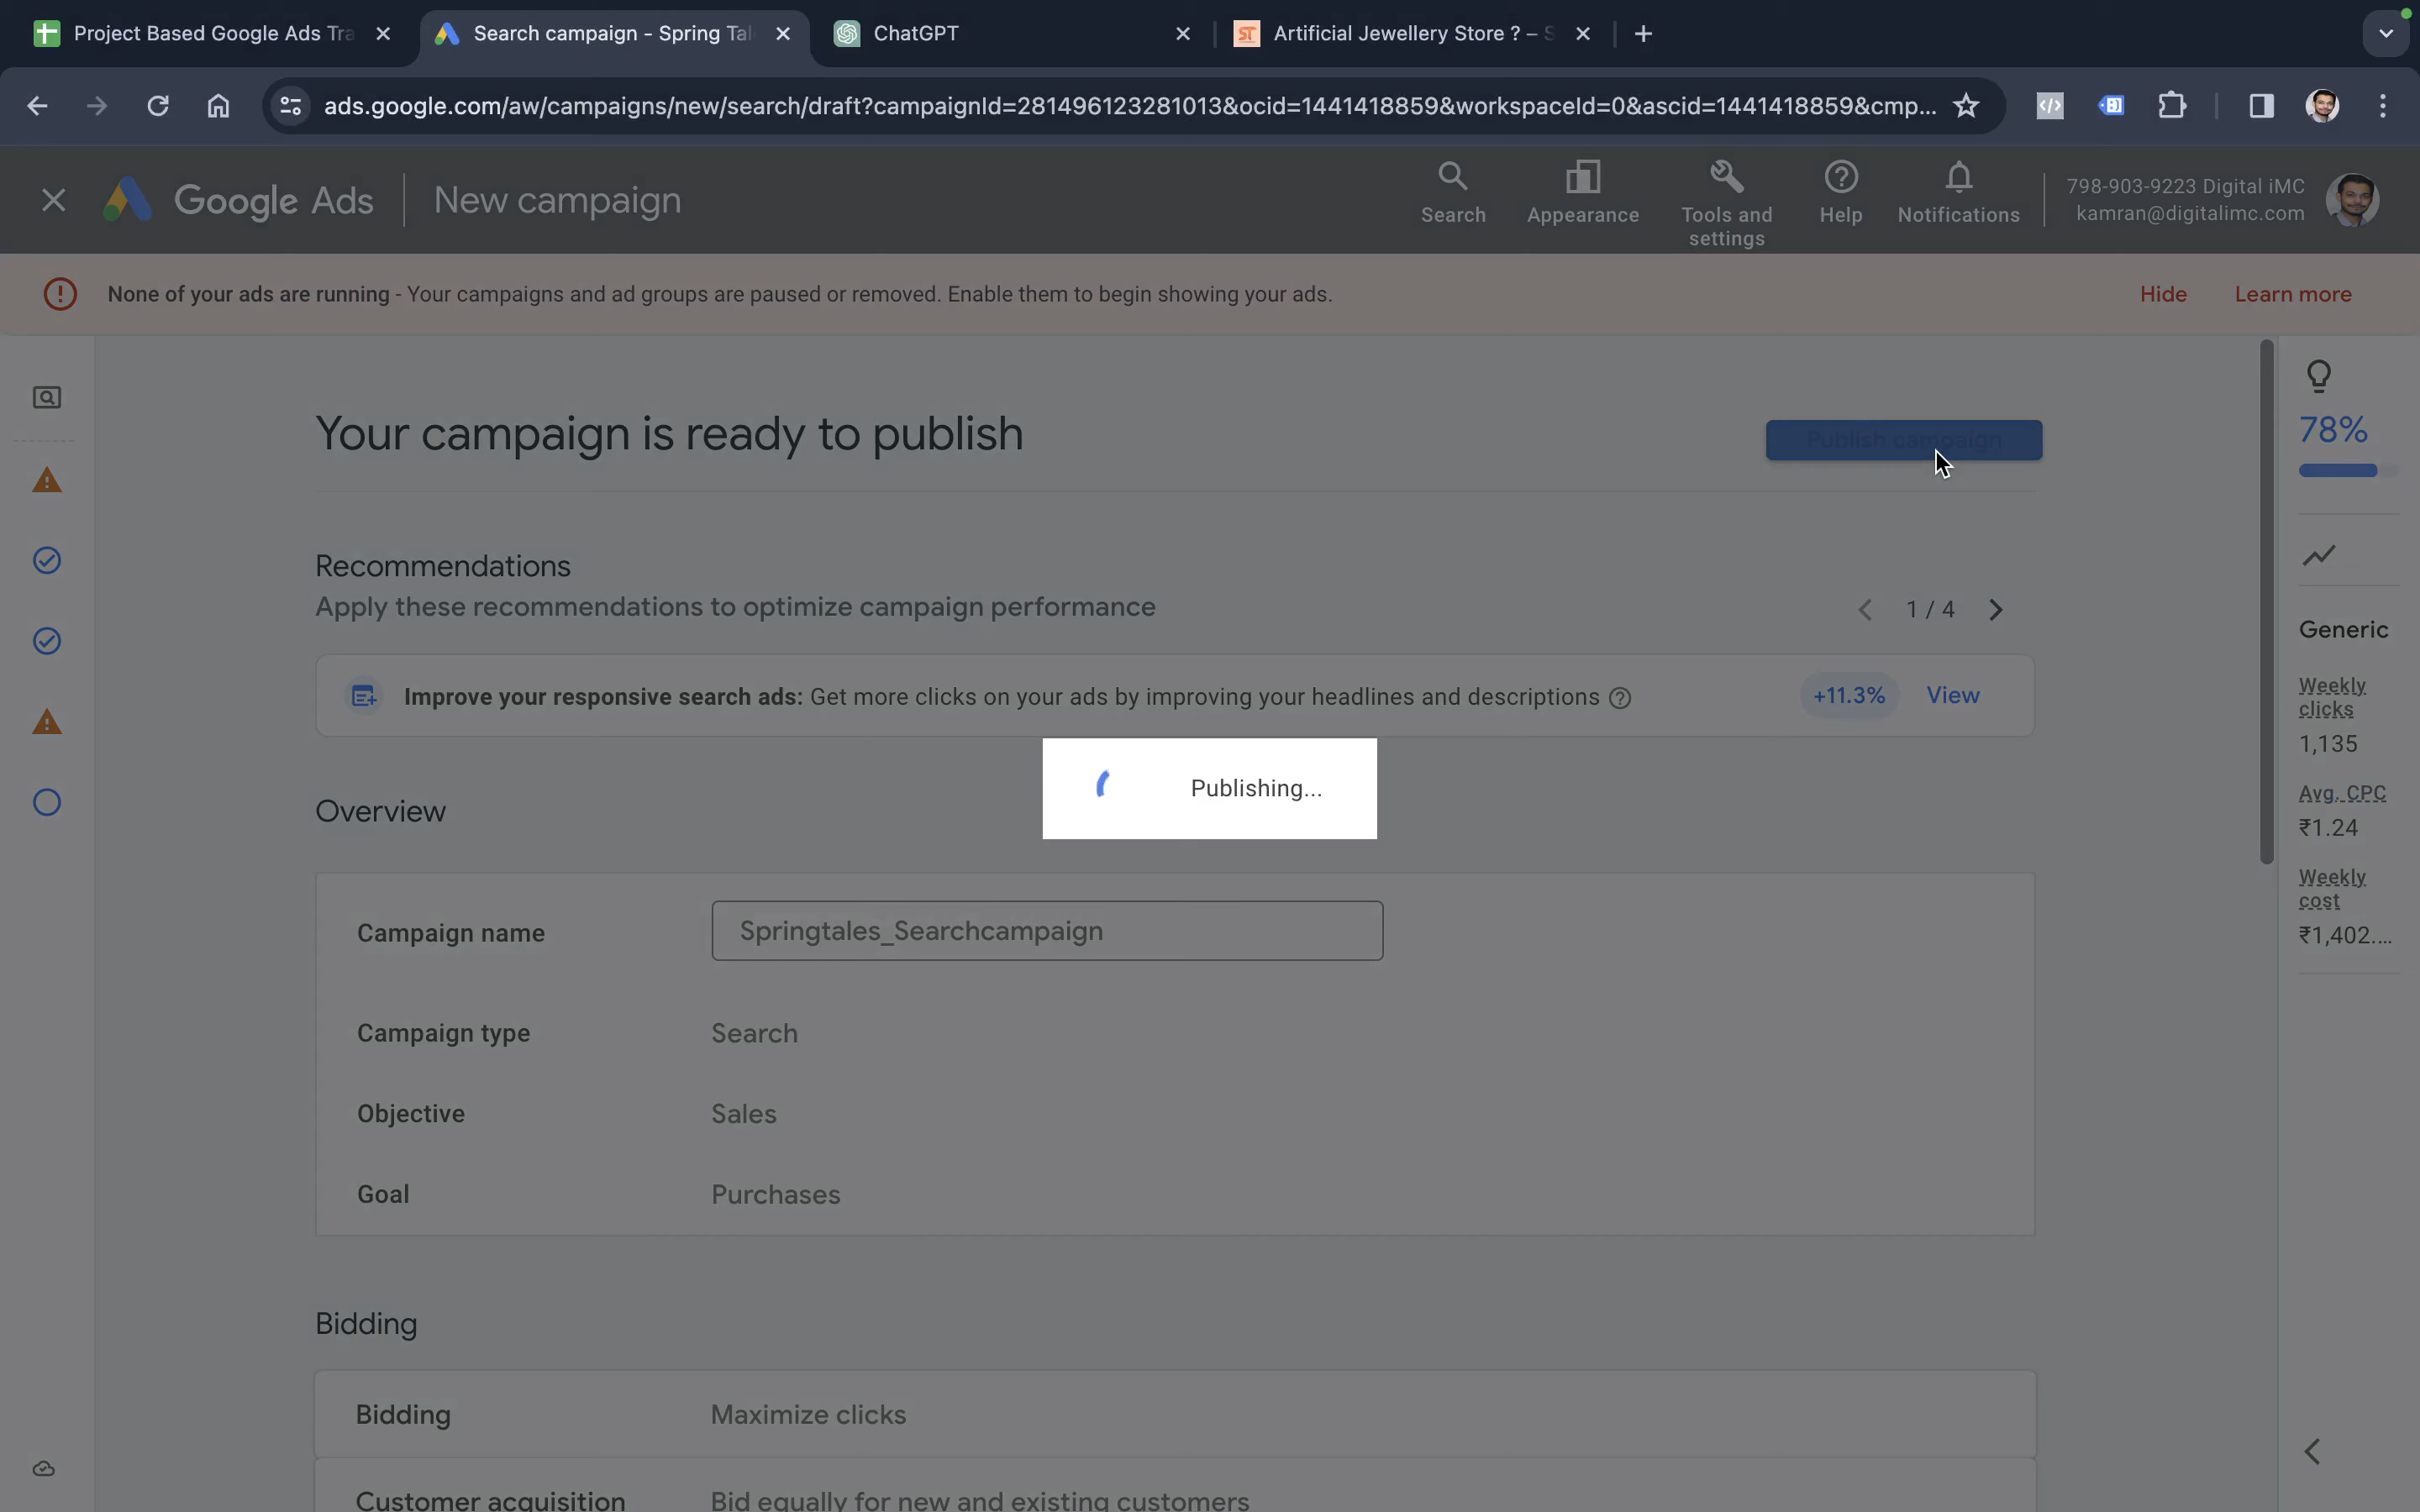 Project Based Google Ads Tra
Search campaign - Spring Tal
ChatGPT
ST
Artificial Jewellery Store ? – S
ads.google.com/aw/campaigns/new/search/draft?campaignId=281496123281013&ocid=1441418859&workspaceId=0&ascid=1441418859&cmp...
Google Ads
New campaign
Search
Appearance
Tools and
settings
Help
Notifications
798-903-9223 Digital iMC
kamran@digitalimc.com
None of your ads are running - Your campaigns and ad groups are paused or removed. Enable them to begin showing your ads.
Hide
Learn more
Your campaign is ready to publish
Publish campaign
78%
Recommendations
Apply these recommendations to optimize campaign performance
1 / 4
Improve your responsive search ads: Get more clicks on your ads by improving your headlines and descriptions
+11.3%
View
Publishing...
Overview
Campaign name
Springtales_Searchcampaign
Campaign type
Search
Objective
Sales
Goal
Purchases
Bidding
Bidding
Maximize clicks
Customer acquisition
Bid equally for new and existing customers
Generic
Weekly
clicks
1,135
Avg. CPC
₹1.24
Weekly
cost
₹1,402....